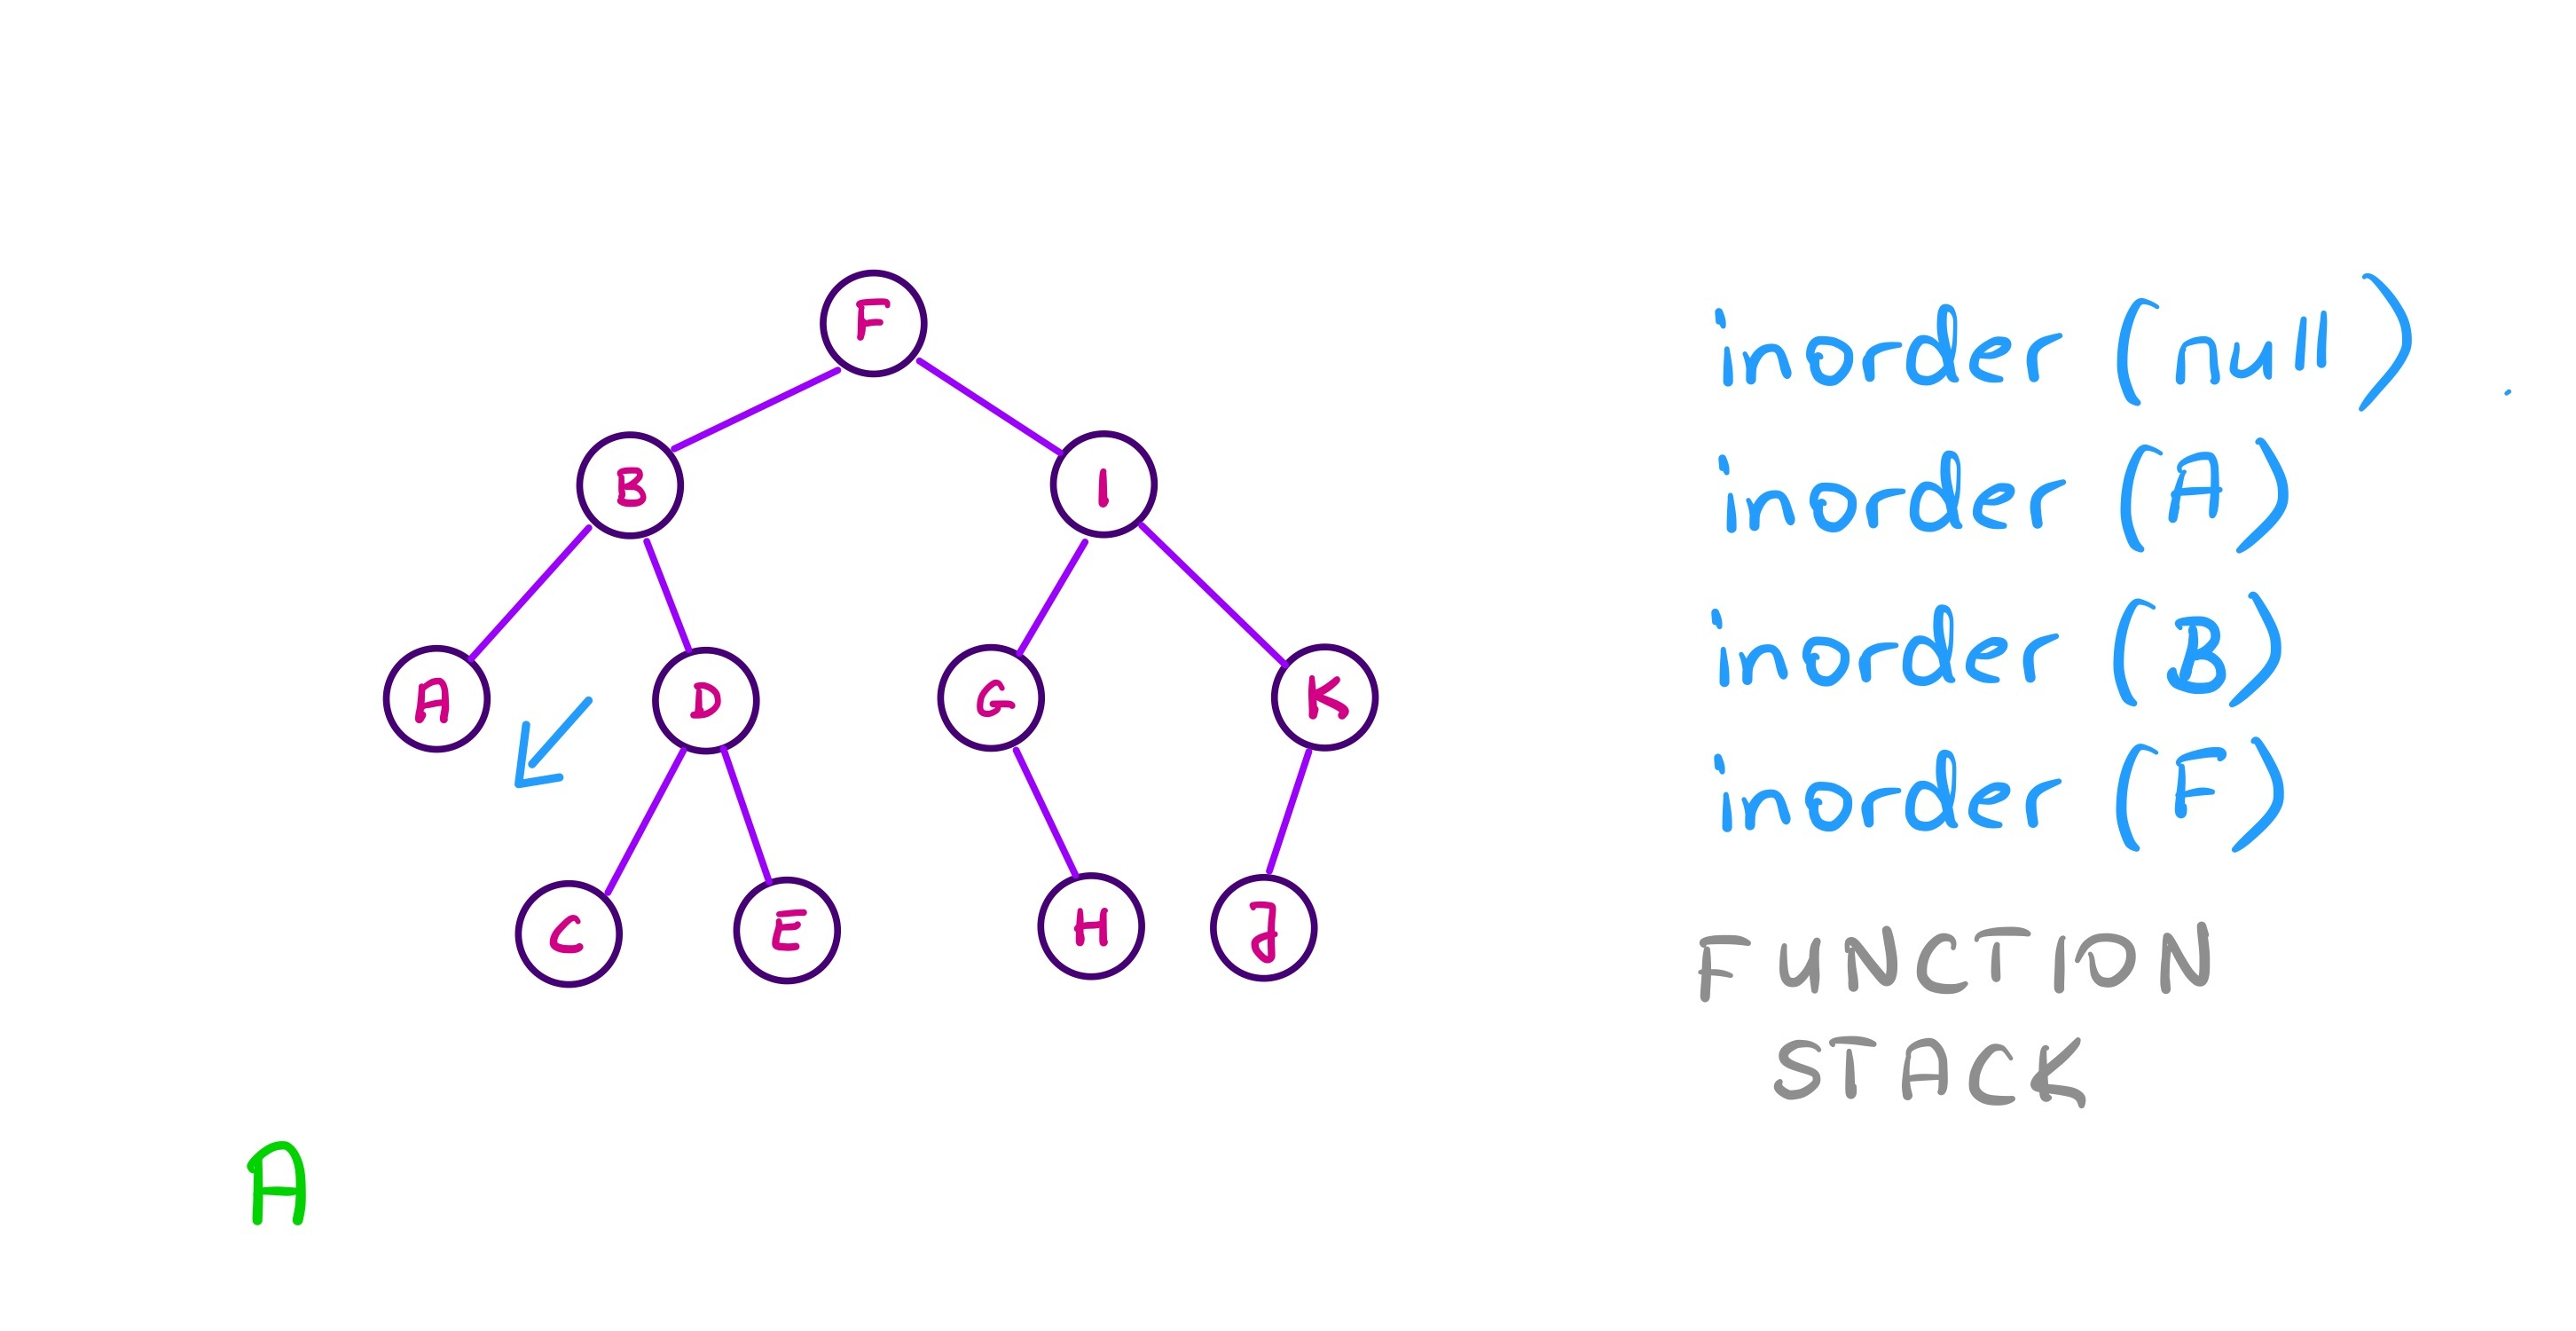 F
B I
A D G K
C E H J
inorder (null)
inorder (A)
inorder (B)
inorder (F)
FUNCTION
STACK
A